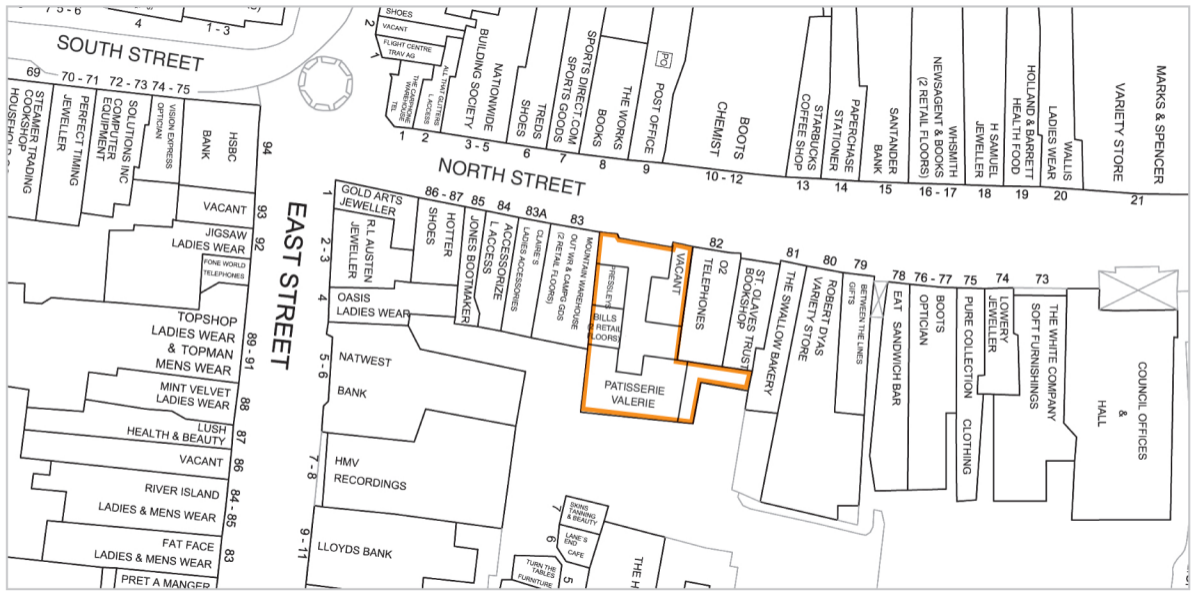 7 5 - 6
4
1 - 3
SOUTH STREET
69
70 - 71
72 - 73
74 - 75
STEAMER TRADING
COOKSHOP
PERFECT TIMING
JEWELLER
SOLUTIONS INC
COMPUTER
EQUIPMENT
VISION EXPRESS
OPTICIAN
HSBC
BANK
94
VACANT
93
JIGSAW
LADIES WEAR
92
FONE WORLD
TELEPHONES
TOPSHOP
LADIES WEAR
& TOPMAN
MENS WEAR
89 - 91
MINT VELVET
LADIES WEAR
88
LUSH
HEALTH & BEAUTY
87
VACANT
86
RIVER ISLAND
LADIES & MENS WEAR
84 - 85
FAT FACE
LADIES & MENS WEAR
83
PRET A MANGER
EAST STREET
2
SHOES
VACANT
FLIGHT CENTRE
TRAV AG
1
THE CARPHONE
WAREHOUSE
TEL
1
ALL THAT GLITTERS
L ACCESS
2
NATIONWIDE
BUILDING SOCIETY
3 - 5
TREDS
SHOES
6
SPORTS DIRECT.COM
SPORTS GOODS
7
THE WORKS
BOOKS
8
PO
POST OFFICE
9
BOOTS
CHEMIST
10 - 12
STARBUCKS
COFFEE SHOP
13
PAPERCHASE
STATIONER
14
SANTANDER
BANK
15
WHSMITH
NEWSAGENT & BOOKS
(2 RETAIL FLOORS)
16 - 17
H SAMUEL
JEWELLER
18
HOLLAND & BARRETT
HEALTH FOOD
19
WALLIS
LADIES WEAR
20
MARKS & SPENCER
VARIETY STORE
21
NORTH STREET
1
GOLD ARTS
JEWELLER
2 - 3
R.L AUSTEN
JEWELLER
4
OASIS
LADIES WEAR
5 - 6
NATWEST
BANK
7 - 8
HMV
RECORDINGS
9 - 11
LLOYDS BANK
86 - 87
HOTTER
SHOES
85
JONES BOOTMAKER
84
ACCESSORIZE
L ACCESS
83A
CLAIRE'S
LADIES ACCESSORIES
83
MOUNTAIN WAREHOUSE
OUT WR & CAMPG GDS
(2 RETAIL FLOORS)
PRESSLEYS
BILLS
(2 RETAIL
FLOORS)
VACANT
PATISSERIE
VALERIE
82
O2
TELEPHONES
ST. OLAVES TRUST
BOOKSHOP
81
THE SWALLOW BAKERY
80
ROBERT DYAS
VARIETY STORE
79
BETWEEN THE LINES
GIFTS
78
EAT SANDWICH BAR
76 - 77
BOOTS
OPTICIAN
75
PURE COLLECTION CLOTHING
74
LOWERY
JEWELLER
73
THE WHITE COMPANY
SOFT FURNISHINGS
COUNCIL OFFICES
&
HALL
7
SKINS
TANNING
& BEAUTY
6
LANE'S
END
CAFE
5
TURN THE
TABLES
FURNITURE
THE H